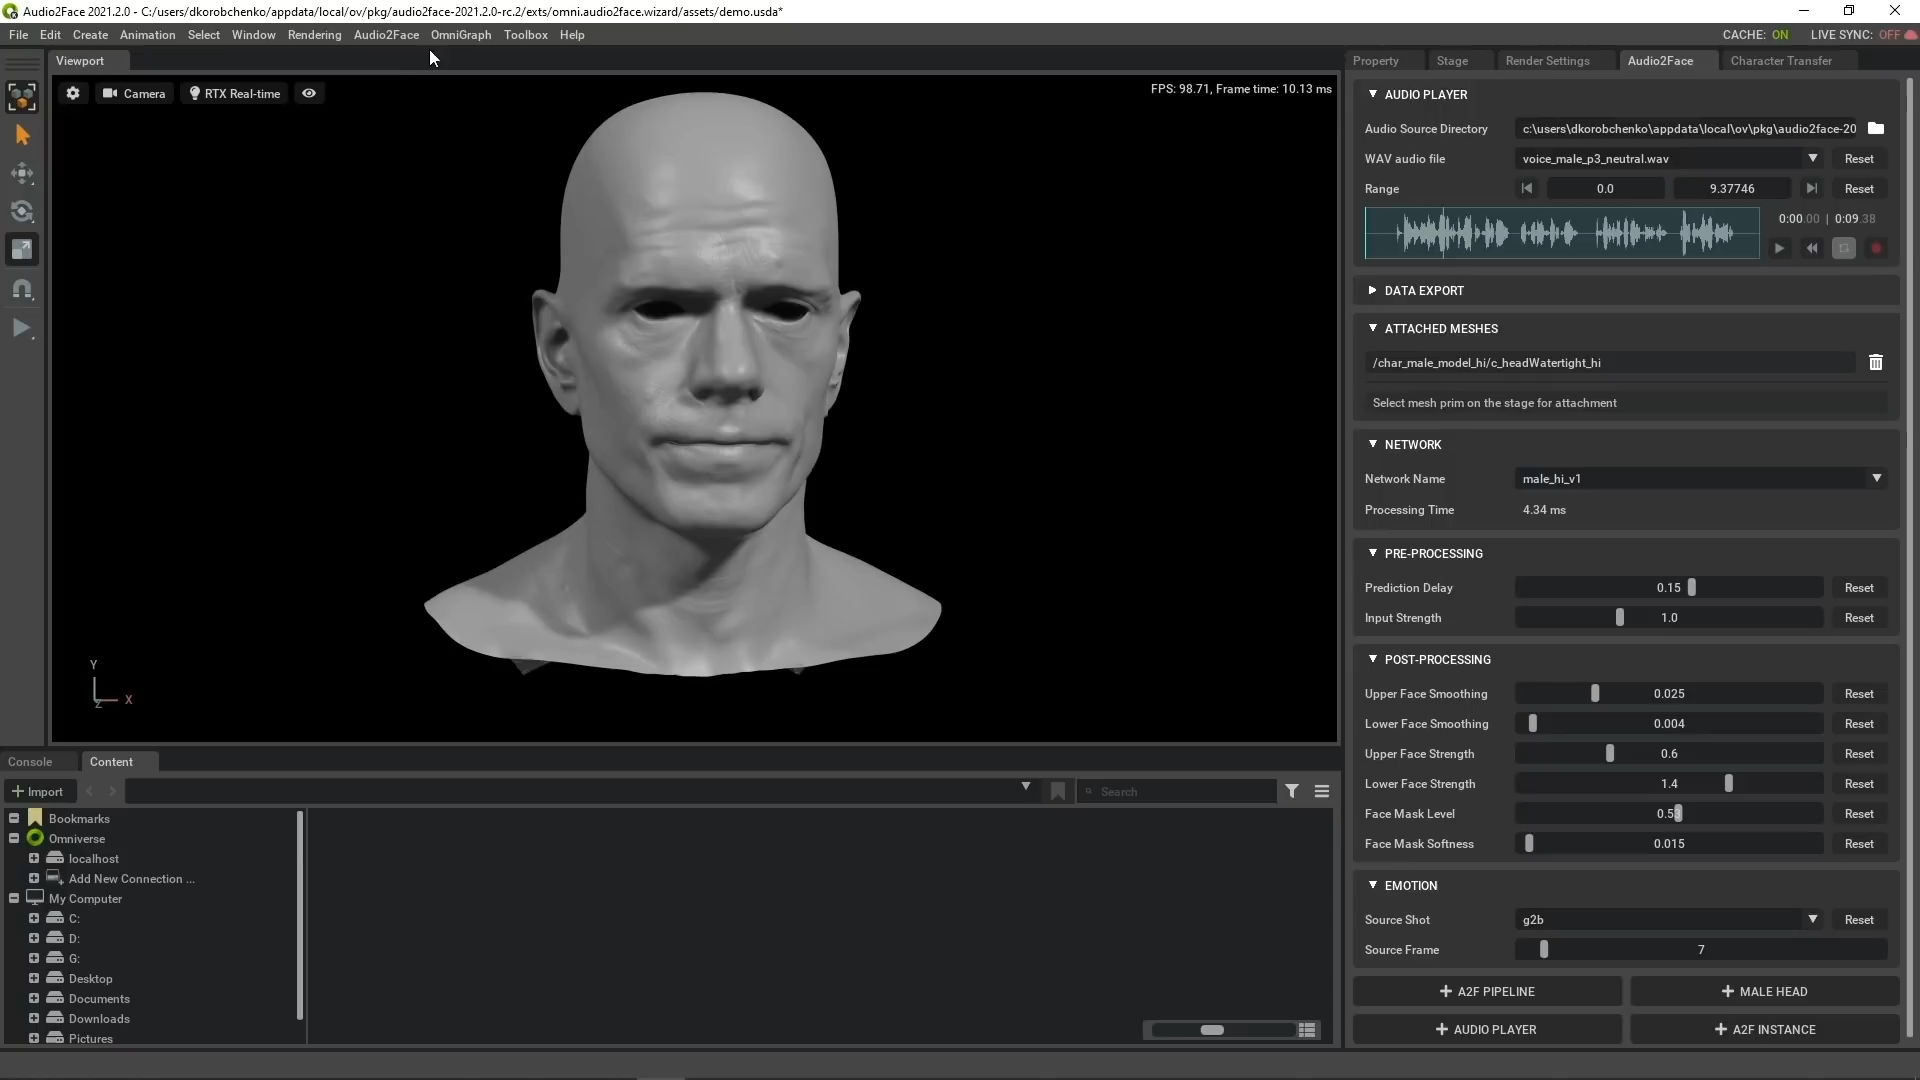 Audio2Face 2021.2.0 - C:/users/dkorobchenko/appdata/local/ov/pkg/audio2face-2021.2.0-rc.2/exts/omni.audio2face.wizard/assets/demo.usda*
File Edit Create Animation Select Window Rendering Audio2Face OmniGraph Toolbox Help
CACHE: ON LIVE SYNC: OFF
Viewport
Property Stage Render Settings Audio2Face Character Transfer
Camera RTX Real-time
FPS: 98.71, Frame time: 10.13 ms
AUDIO PLAYER
Audio Source Directory c:\users\dkorobchenko\appdata\local\ov\pkg\audio2face-20
WAV audio file voice_male_p3_neutral.wav Reset
Range 0.0 9.37746 Reset
0:00.00 | 0:09.38
DATA EXPORT
ATTACHED MESHES
/char_male_model_hi/c_headWatertight_hi
Select mesh prim on the stage for attachment
NETWORK
Network Name male_hi_v1
Processing Time 4.34 ms
PRE-PROCESSING
Prediction Delay 0.15 Reset
Input Strength 1.0 Reset
POST-PROCESSING
Upper Face Smoothing 0.025 Reset
Lower Face Smoothing 0.004 Reset
Upper Face Strength 0.6 Reset
Lower Face Strength 1.4 Reset
Face Mask Level Reset
Face Mask Softness 0.015 Reset
EMOTION
Source Shot g2b Reset
Source Frame 7
+ A2F PIPELINE + MALE HEAD
+ AUDIO PLAYER + A2F INSTANCE
Y
X
Z
Console Content
+ Import
Search
Bookmarks
Omniverse
localhost
Add New Connection ...
My Computer
C:
D:
G:
Desktop
Documents
Downloads
Pictures